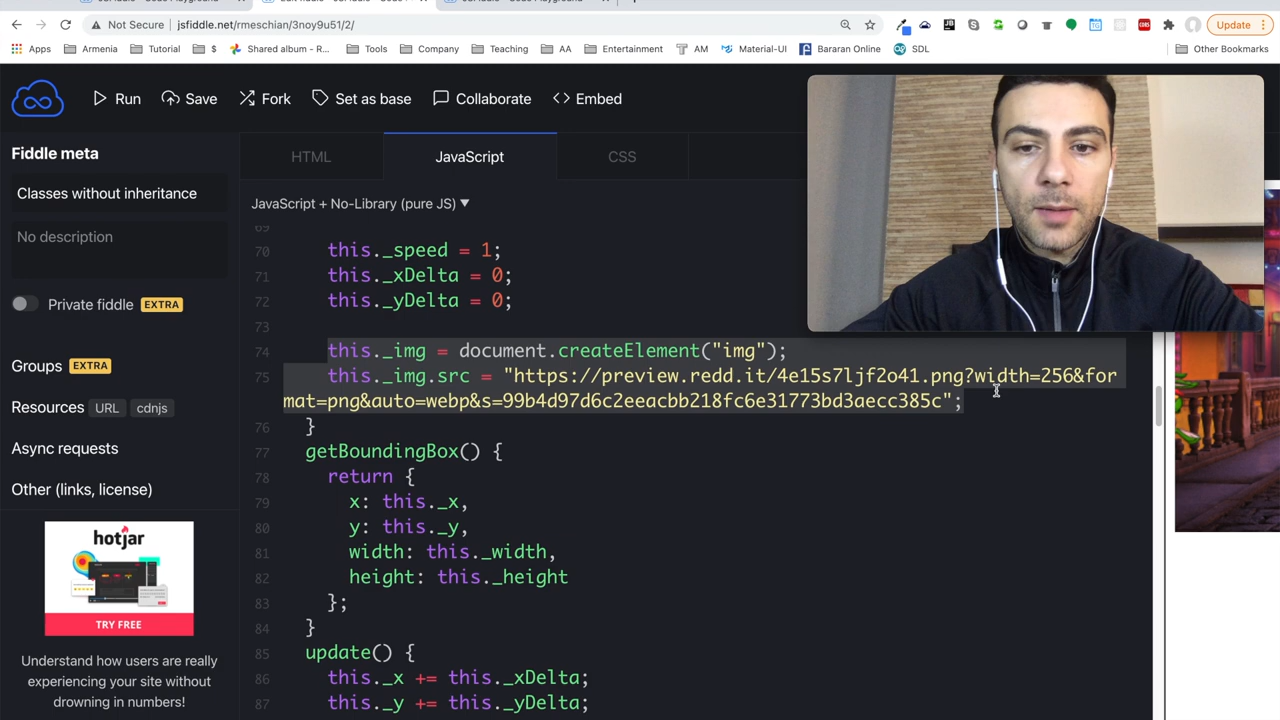 Not Secure | jsfiddle.net/rmeschian/3noy9u51/2/
Update
Apps Armenia Tutorial $ Shared album - R... Tools Company Teaching AA Entertainment AM Material-UI Bararan Online SDL Other Bookmarks
Run Save Fork Set as base Collaborate Embed
Fiddle meta
Classes without inheritance
No description
Private fiddle EXTRA
Groups EXTRA
Resources URL cdnjs
Async requests
Other (links, license)
hotjar
TRY FREE
Understand how users are really
experiencing your site without
drowning in numbers!
HTML JavaScript CSS
JavaScript + No-Library (pure JS) ▼
69
70 this._speed = 1;
71 this._xDelta = 0;
72 this._yDelta = 0;
73
74 this._img = document.createElement("img");
75 this._img.src = "https://preview.redd.it/4e15s7ljf2o41.png?width=256&for
mat=png&auto=webp&s=99b4d97d6c2eeacbb218fc6e31773bd3aecc385c";
76 }
77 getBoundingBox() {
78 return {
79 x: this._x,
80 y: this._y,
81 width: this._width,
82 height: this._height
83 };
84 }
85 update() {
86 this._x += this._xDelta;
87 this._y += this._yDelta;